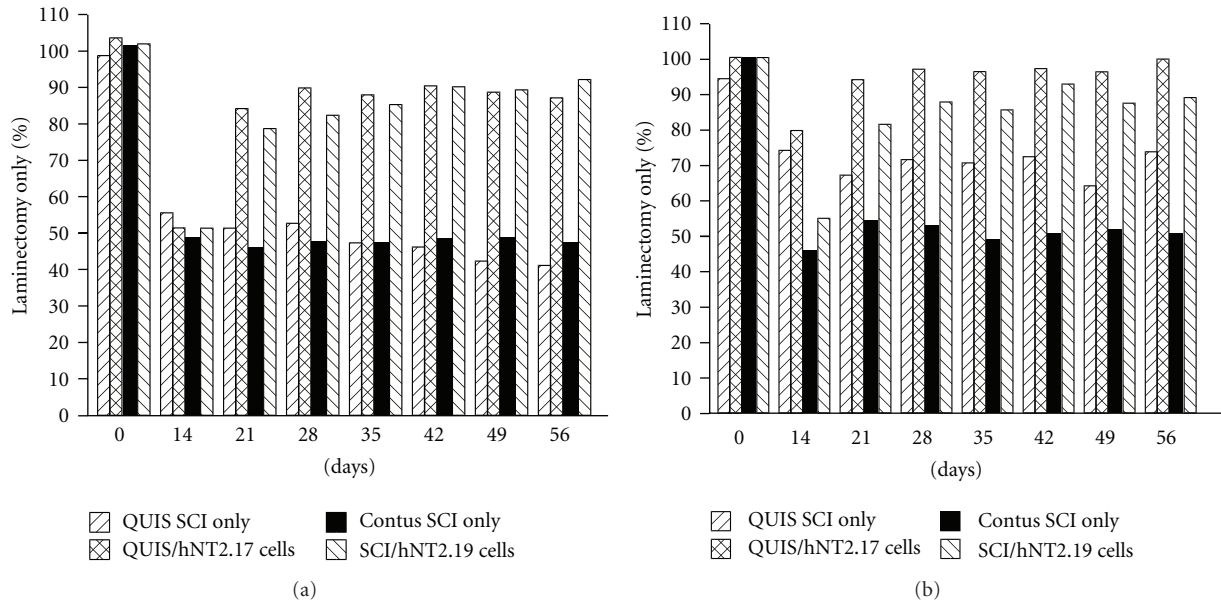 Laminectomy only (%)
110
100
90
80
70
60
50
40
30
20
10
0
0 14 21 28 35 42 49 56
(days)
QUIS SCI only
Contus SCI only
QUIS/hNT2.17 cells
SCI/hNT2.19 cells
(a)
Laminectomy only (%)
110
100
90
80
70
60
50
40
30
20
10
0
0 14 21 28 35 42 49 56
(days)
QUIS SCI only
Contus SCI only
QUIS/hNT2.17 cells
SCI/hNT2.19 cells
(b)